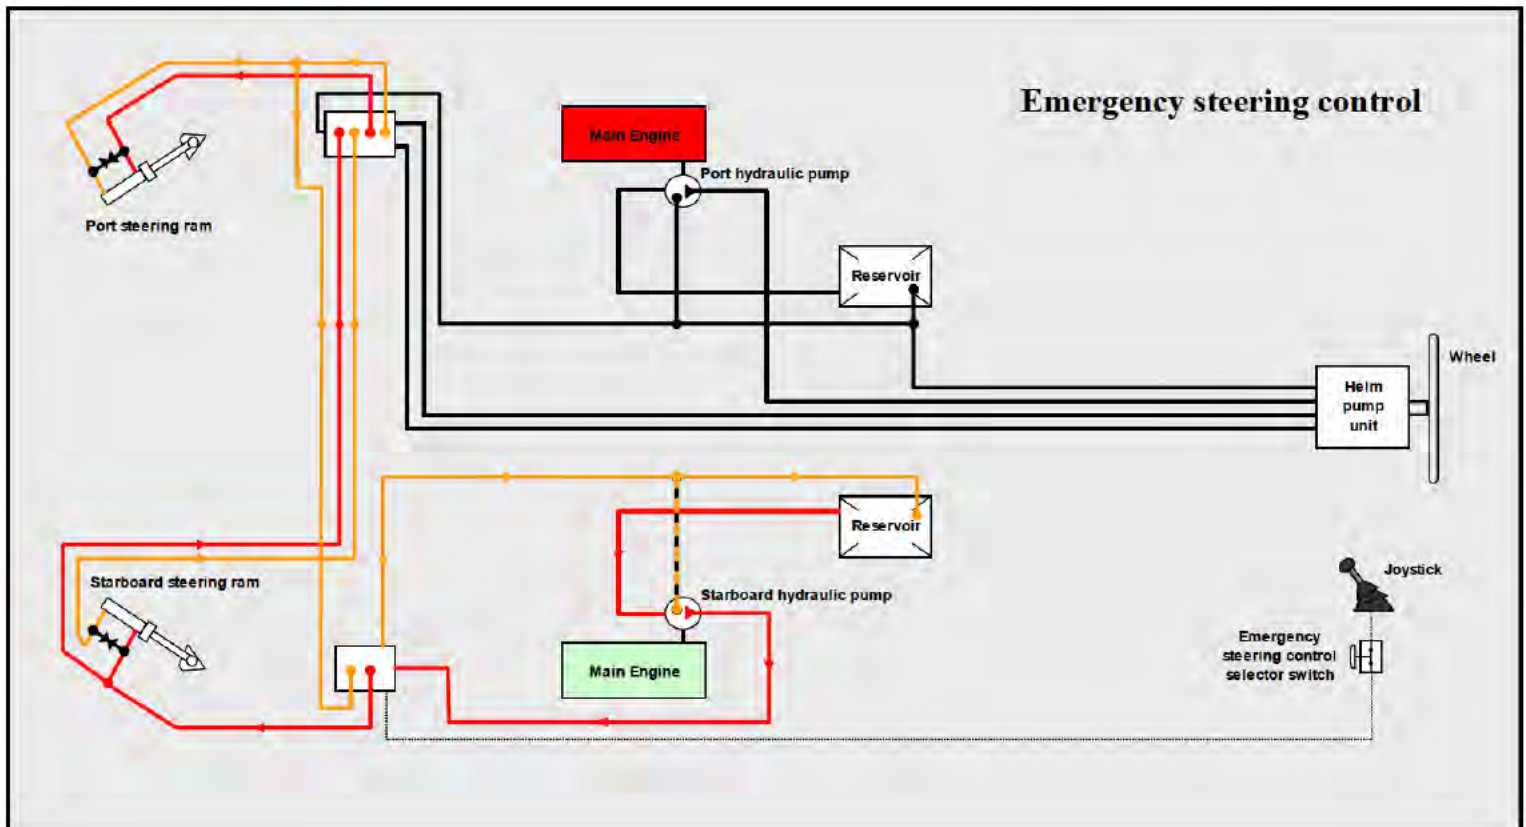 Emergency steering control
Main Engine
Port hydraulic pump
Port steering ram
Reservoir
Wheel
Helm
pump
unit
Reservoir
Joystick
Starboard steering ram
Starboard hydraulic pump
Main Engine
Emergency
steering control
selector switch